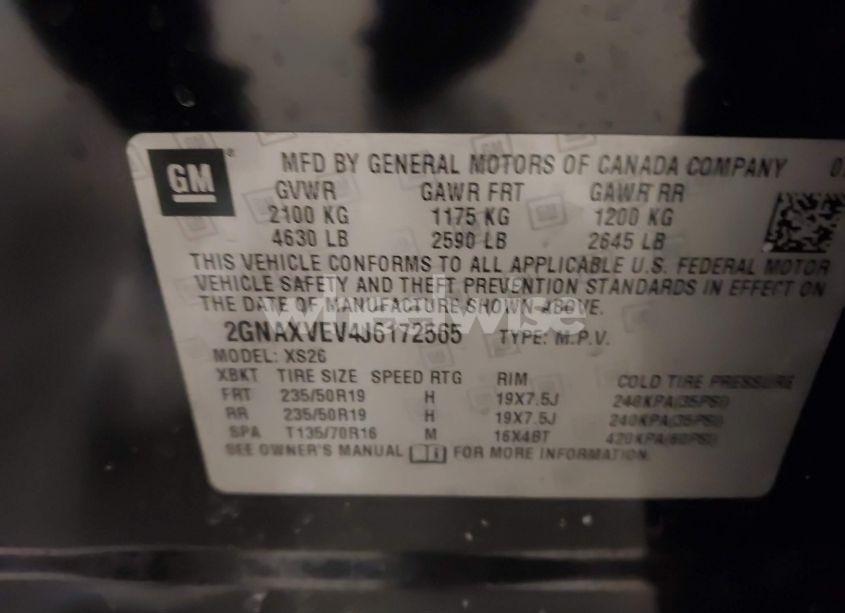 GM
MFD BY GENERAL MOTORS OF CANADA COMPANY
GVWR GAWR FRT GAWR RR
2100 KG 1175 KG 1200 KG
4630 LB 2590 LB 2645 LB
THIS VEHICLE CONFORMS TO ALL APPLICABLE U.S. FEDERAL MOTOR
VEHICLE SAFETY AND THEFT PREVENTION STANDARDS IN EFFECT ON
THE DATE OF MANUFACTURE SHOWN ABOVE.
wheelwise
2GNAXVEV4J6172565 TYPE: M.P.V.
MODEL: XS26
XBKT TIRE SIZE SPEED RTG RIM COLD TIRE PRESSURE
FRT 235/50R19 H 19X7.5J 240KPA(35PSI)
RR 235/50R19 H 19X7.5J 240KPA(35PSI)
SPA T135/70R16 M 16X4BT 420KPA(60PSI)
SEE OWNER'S MANUAL FOR MORE INFORMATION.